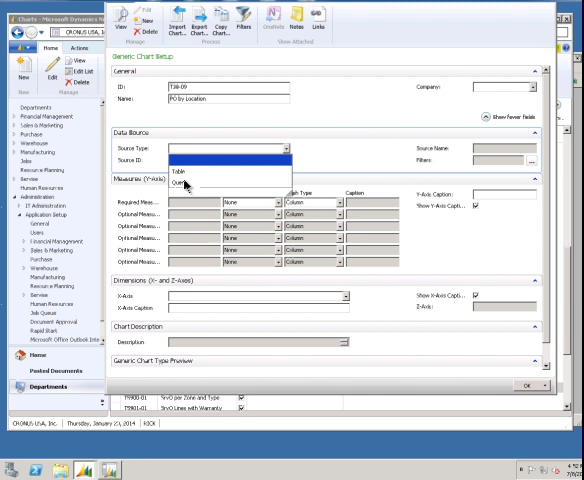 Charts - Microsoft Dynamics N
CRONUS USA, I
Home Actions
New
Edit
View
Edit List
Delete
New Manage
View
Edit
New
Delete
Manage
Import Chart...
Export Chart...
Copy Chart...
Filters
Process
OneNote
Notes
Links
Show Attached
Generic Chart Setup
General
ID: T38-09
Company:
Name: PO by Location
Show fewer fields
Data Source
Source Type:
Source Name:
Source ID:
Filters:
Table
Query
Measures (Y-Axis)
Graph Type
Caption
Y-Axis Caption:
Required Meas... None Column
Show Y-Axis Capti...
Optional Measu... None Column
Optional Measu... None Column
Optional Measu... None Column
Optional Measu... None Column
Optional Measu... None Column
Dimensions (X- and Z-Axes)
X-Axis
Show X-Axis Capti...
X-Axis Caption
Z-Axis:
Chart Description
Description
Generic Chart Type Preview
OK
Departments
Financial Management
Sales & Marketing
Purchase
Warehouse
Manufacturing
Jobs
Resource Planning
Service
Human Resources
Administration
IT Administration
Application Setup
General
Users
Financial Management
Sales & Marketing
Purchase
Warehouse
Manufacturing
Resource Planning
Service
Human Resources
Job Queue
Document Approval
Rapid Start
Microsoft Office Outlook Inte
Home
Posted Documents
Departments
T5900-01 SrvO per Zone and Type
T5901-01 SrvO Lines with Warranty
CRONUS USA, Inc. Thursday, January 23, 2014 RICK